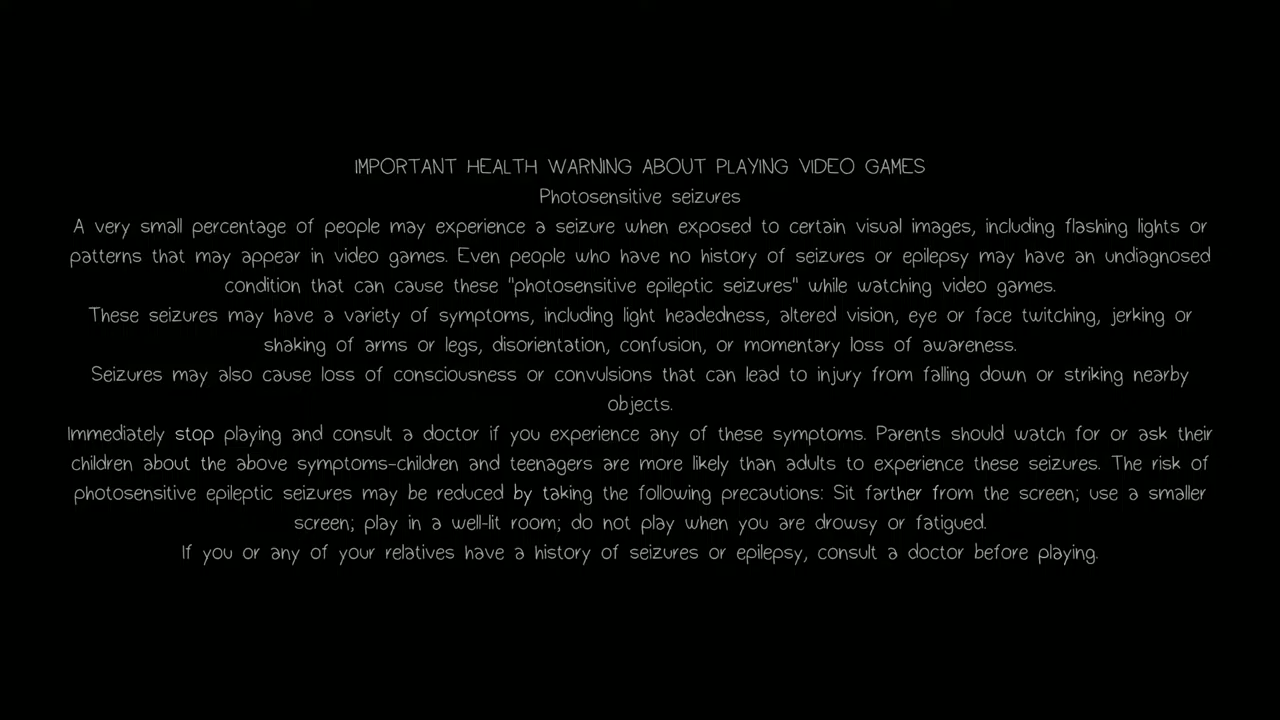 IMPORTANT HEALTH WARNING ABOUT PLAYING VIDEO GAMES
Photosensitive seizures
A very small percentage of people may experience a seizure when exposed to certain visual images, including flashing lights or
patterns that may appear in video games. Even people who have no history of seizures or epilepsy may have an undiagnosed
condition that can cause these "photosensitive epileptic seizures" while watching video games.
These seizures may have a variety of symptoms, including light headedness, altered vision, eye or face twitching, jerking or
shaking of arms or legs, disorientation, confusion, or momentary loss of awareness.
Seizures may also cause loss of consciousness or convulsions that can lead to injury from falling down or striking nearby
objects.
Immediately stop playing and consult a doctor if you experience any of these symptoms. Parents should watch for or ask their
children about the above symptoms-children and teenagers are more likely than adults to experience these seizures. The risk of
photosensitive epileptic seizures may be reduced by taking the following precautions: Sit farther from the screen; use a smaller
screen; play in a well-lit room; do not play when you are drowsy or fatigued.
If you or any of your relatives have a history of seizures or epilepsy, consult a doctor before playing.